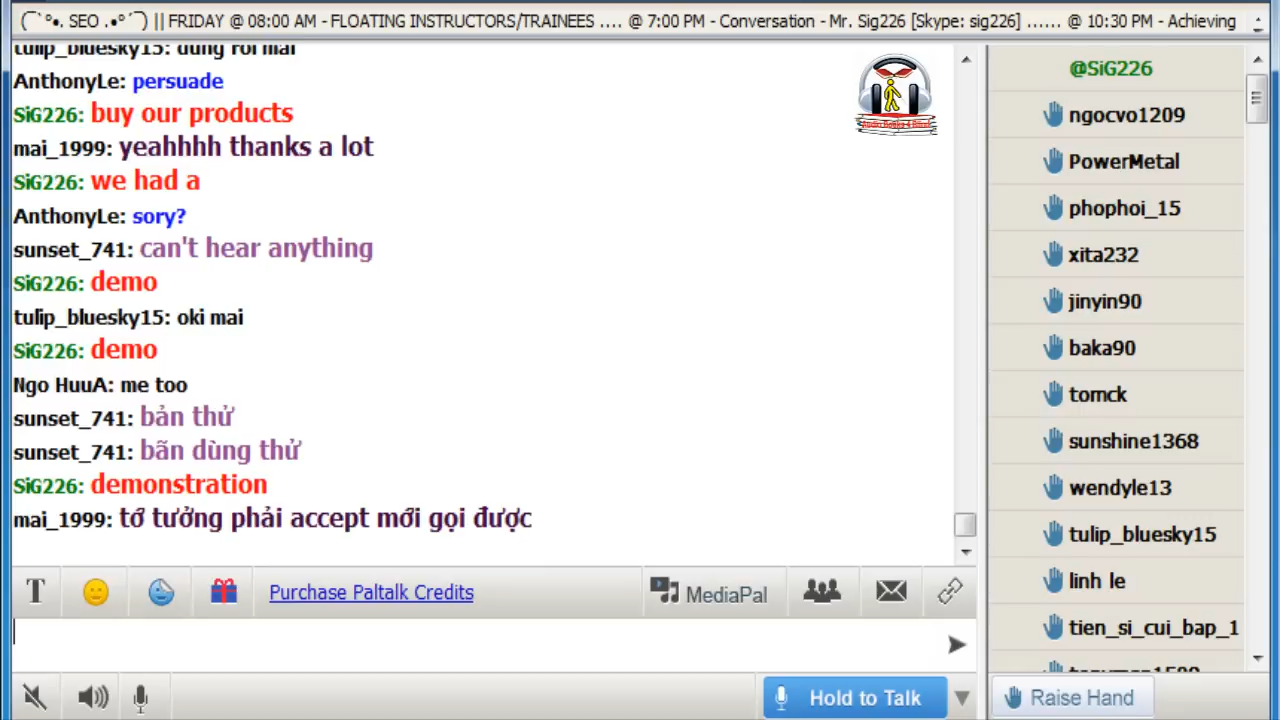 (¯`°•. SEO .•°´¯) || FRIDAY @ 08:00 AM - FLOATING INSTRUCTORS/TRAINEES .... @ 7:00 PM - Conversation - Mr. Sig226 [Skype: sig226] ...... @ 10:30 PM - Achieving
tulip_bluesky15: đúng rồi mai
AnthonyLe: persuade
SiG226: buy our products
mai_1999: yeahhhh thanks a lot
SiG226: we had a
AnthonyLe: sory?
sunset_741: can't hear anything
SiG226: demo
tulip_bluesky15: oki mai
SiG226: demo
Ngo HuuA: me too
sunset_741: bản thử
sunset_741: bãn dùng thử
SiG226: demonstration
mai_1999: tớ tưởng phải accept mới gọi được
Purchase Paltalk Credits
MediaPal
Hold to Talk
@SiG226
ngocvo1209
PowerMetal
phophoi_15
xita232
jinyin90
baka90
tomck
sunshine1368
wendyle13
tulip_bluesky15
linh le
tien_si_cui_bap_1
Raise Hand